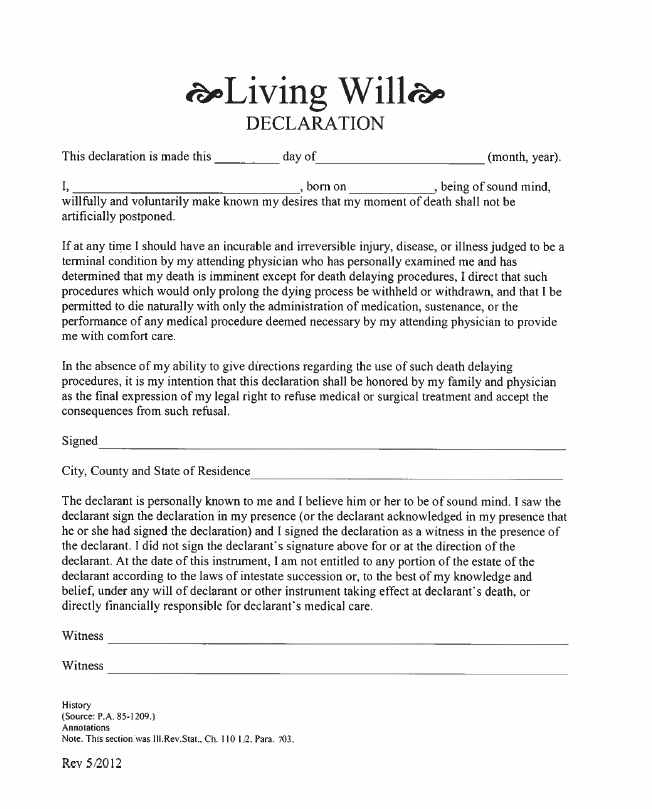 Living Will
DECLARATION
This declaration is made this __________ day of__________________________ (month, year).
I, ___________________________________, born on _____________, being of sound mind,
willfully and voluntarily make known my desires that my moment of death shall not be
artificially postponed.
If at any time I should have an incurable and irreversible injury, disease, or illness judged to be a
terminal condition by my attending physician who has personally examined me and has
determined that my death is imminent except for death delaying procedures, I direct that such
procedures which would only prolong the dying process be withheld or withdrawn, and that I be
permitted to die naturally with only the administration of medication, sustenance, or the
performance of any medical procedure deemed necessary by my attending physician to provide
me with comfort care.
In the absence of my ability to give directions regarding the use of such death delaying
procedures, it is my intention that this declaration shall be honored by my family and physician
as the final expression of my legal right to refuse medical or surgical treatment and accept the
consequences from such refusal.
Signed
City, County and State of Residence
The declarant is personally known to me and I believe him or her to be of sound mind. I saw the
declarant sign the declaration in my presence (or the declarant acknowledged in my presence that
he or she had signed the declaration) and I signed the declaration as a witness in the presence of
the declarant. I did not sign the declarant's signature above for or at the direction of the
declarant. At the date of this instrument, I am not entitled to any portion of the estate of the
declarant according to the laws of intestate succession or, to the best of my knowledge and
belief, under any will of declarant or other instrument taking effect at declarant's death, or
directly financially responsible for declarant's medical care.
Witness
Witness
History
(Source: P.A. 85-1209.)
Annotations
Note. This section was Ill.Rev.Stat., Ch. 110 1/2, Para. 703.
Rev 5/2012